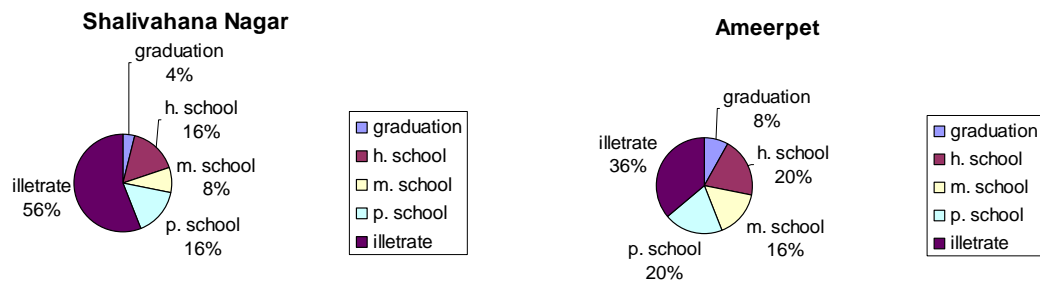 Shalivahana Nagar
graduation
4%
h. school
16%
m. school
8%
p. school
16%
illetrate
56%
graduation
h. school
m. school
p. school
illetrate
Ameerpet
graduation
8%
h. school
20%
m. school
16%
p. school
20%
illetrate
36%
graduation
h. school
m. school
p. school
illetrate